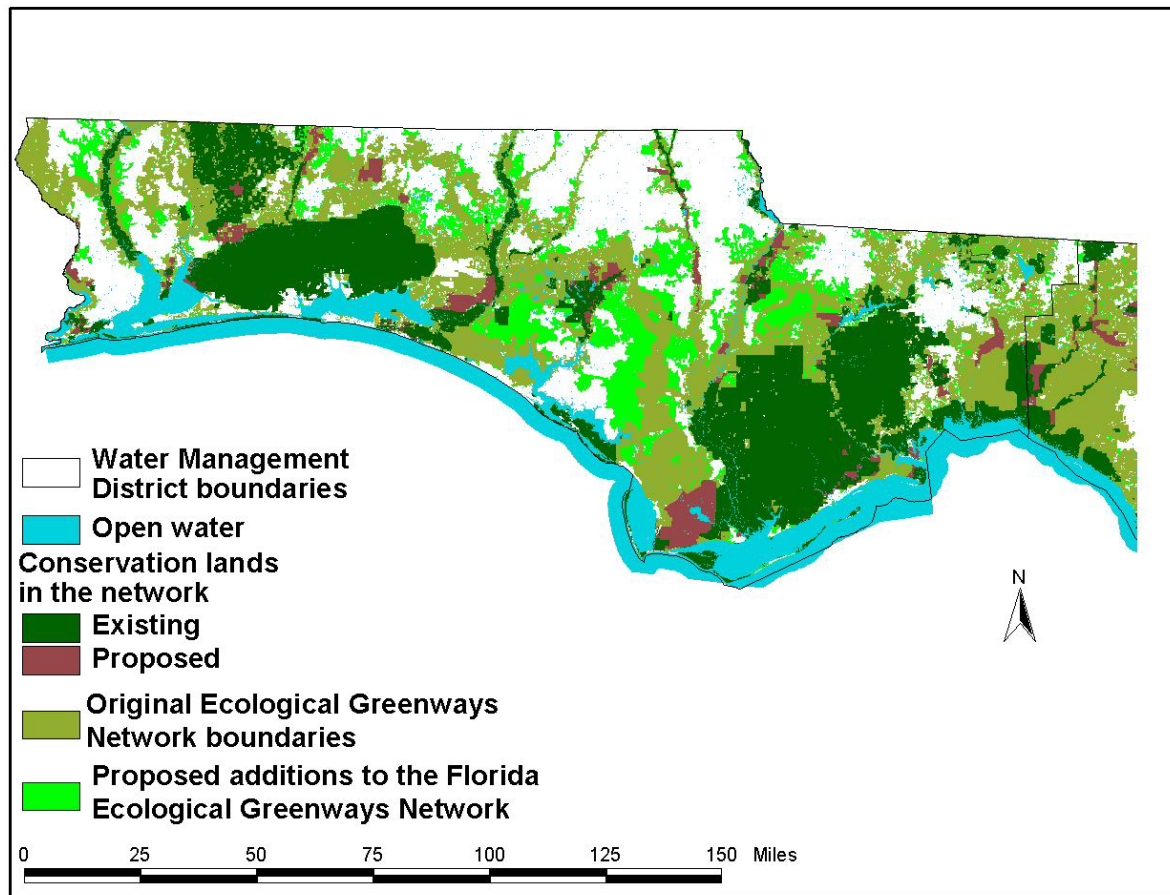 Water Management
District boundaries
Open water
Conservation lands
in the network
Existing
Proposed
Original Ecological Greenways
Network boundaries
Proposed additions to the Florida
Ecological Greenways Network
N
0 25 50 75 100 125 150 Miles